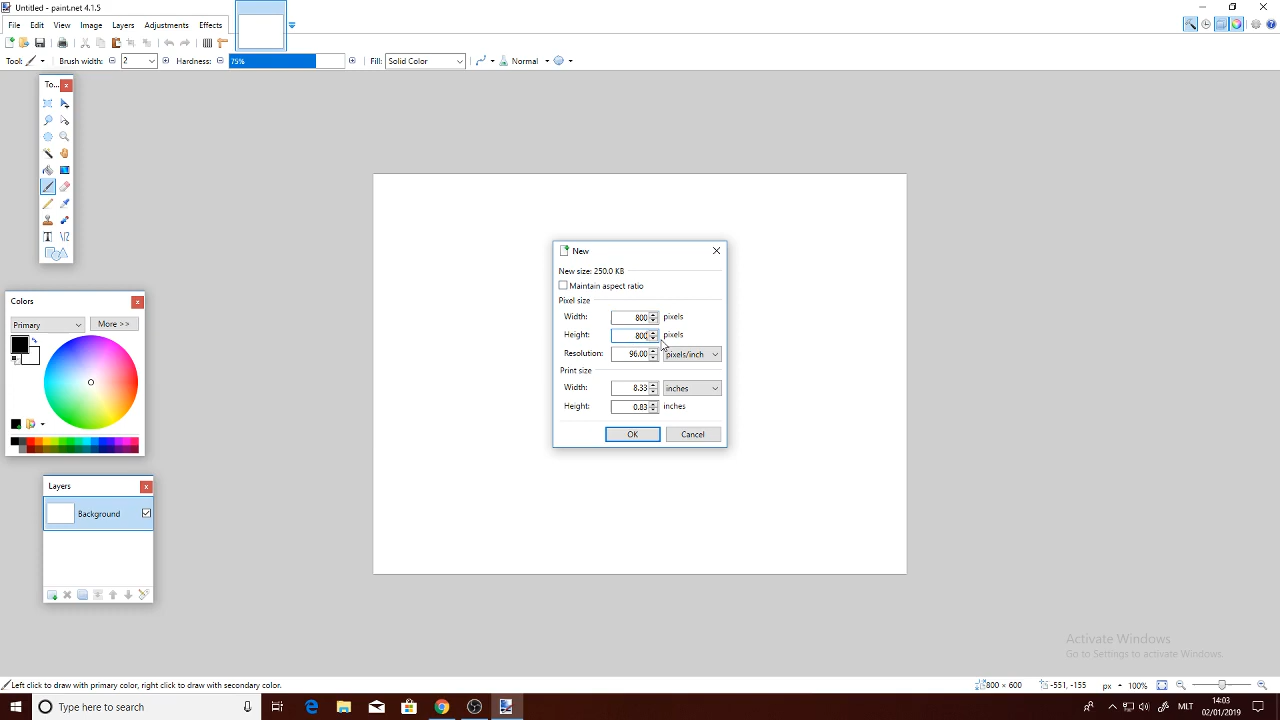 Untitled - paint.net 4.1.5
File Edit View Image Layers Adjustments Effects
Tool: Brush width: 2 Hardness: 75% Fill: Solid Color Normal
To...
New
New size: 250.0 KB
Maintain aspect ratio
Pixel size
Width: 800 pixels
Height: 800 pixels
Resolution: 96.00 pixels/inch
Print size
Width: 8.33 inches
Height: 0.83 inches
OK Cancel
Colors
Primary More >>
Layers
Background
Activate Windows
Go to Settings to activate Windows.
Left click to draw with primary color, right click to draw with secondary color. 800 × 600 -551, -155 px 100%
Type here to search MLT 14:03
02/01/2019